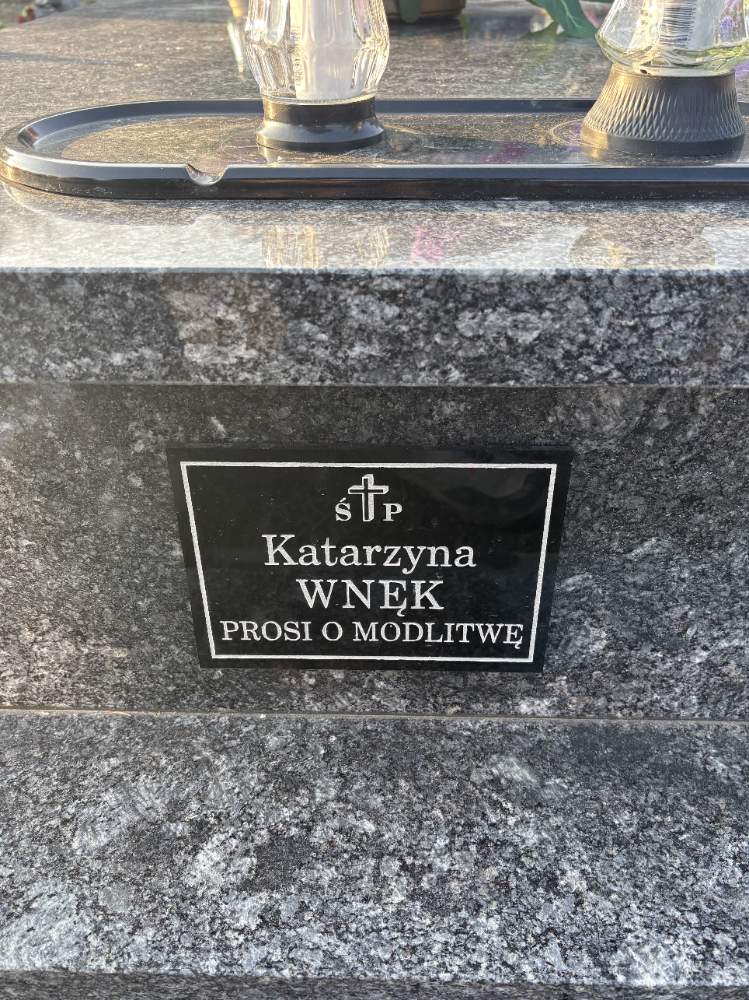 Ś P
Katarzyna
WNĘK
PROSI O MODLITWĘ